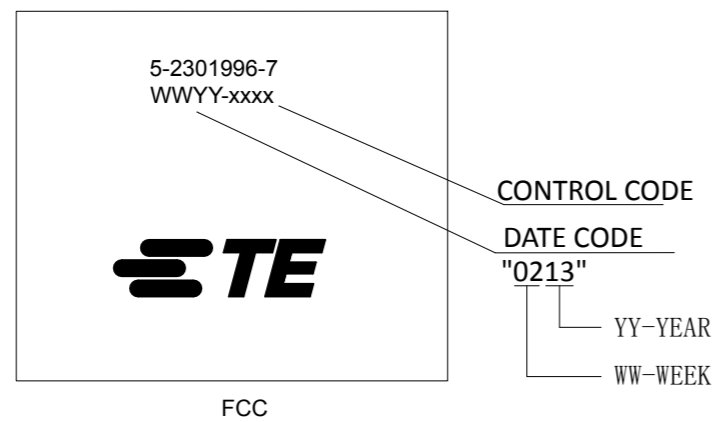 5-2301996-7
WWYY-xxxx
CONTROL CODE
DATE CODE
"0213"
TE
YY-YEAR
WW-WEEK
FCC